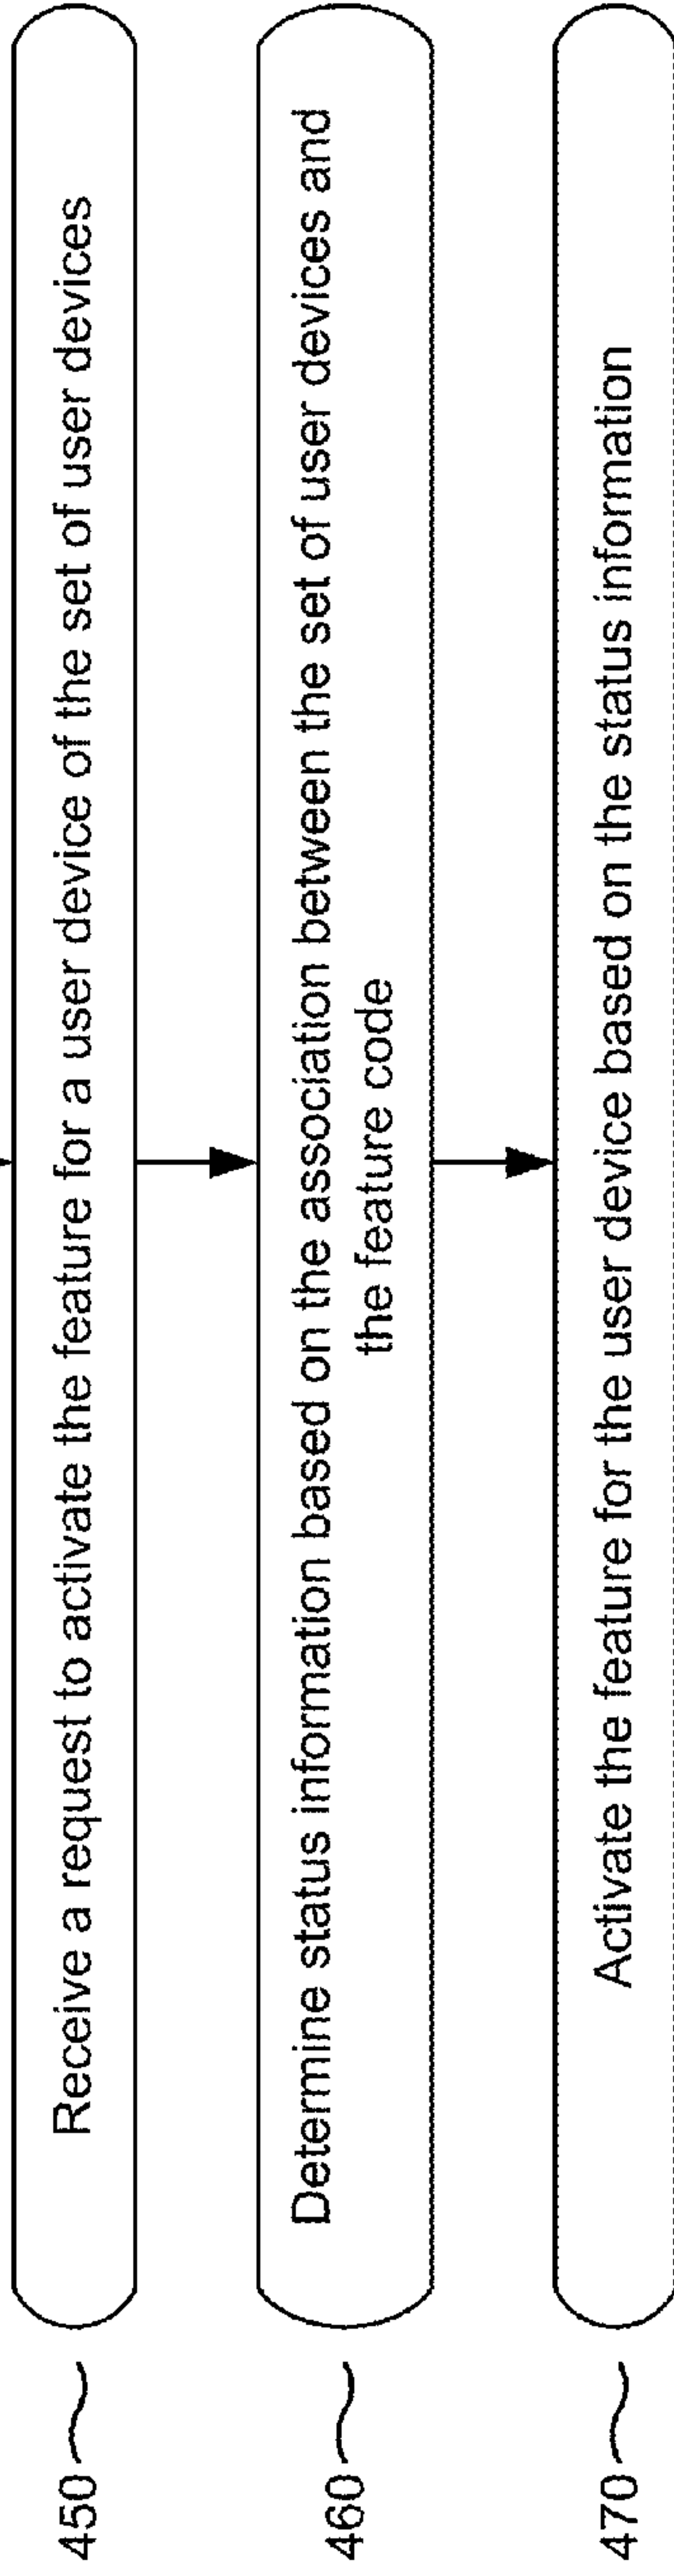 450
Receive a request to activate the feature for a user device of the set of user devices
460
Determine status information based on the association between the set of user devices and
the feature code
470
Activate the feature for the user device based on the status information